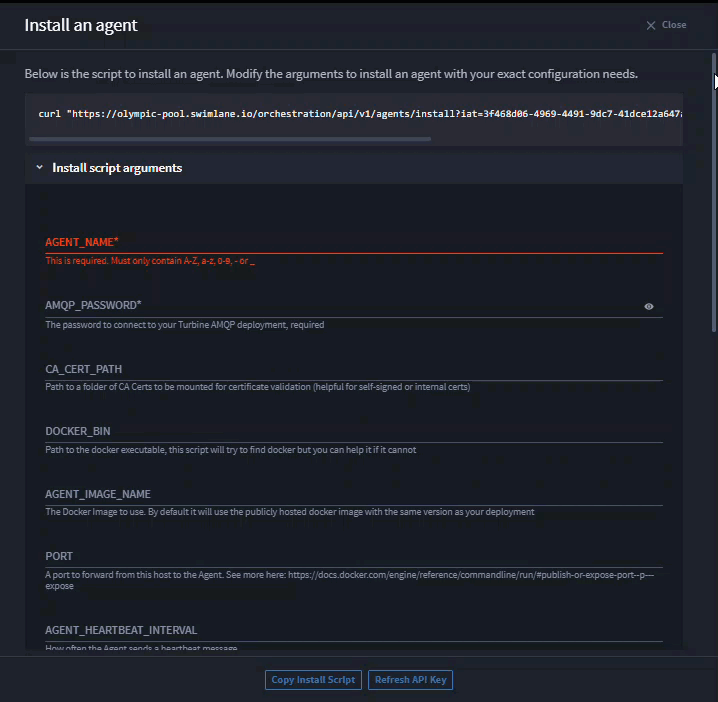 Install an agent
Close
Below is the script to install an agent. Modify the arguments to install an agent with your exact configuration needs.
curl "https://olympic-pool.swimlane.io/orchestration/api/v1/agents/install?iat=3f468d06-4969-4491-9dc7-41dce12a647
Install script arguments
AGENT_NAME*
This is required. Must only contain A-Z, a-z, 0-9, - or _
AMQP_PASSWORD*
The password to connect to your Turbine AMQP deployment, required
CA_CERT_PATH
Path to a folder of CA Certs to be mounted for certificate validation (helpful for self-signed or internal certs)
DOCKER_BIN
Path to the docker executable, this script will try to find docker but you can help it if it cannot
AGENT_IMAGE_NAME
The Docker Image to use. By default it will use the publicly hosted docker image with the same version as your deployment
PORT
A port to forward from this host to the Agent. See more here: https://docs.docker.com/engine/reference/commandline/run/#publish-or-expose-port--p---
expose
AGENT_HEARTBEAT_INTERVAL
How often the Agent sends a heartbeat message
Copy Install Script
Refresh API Key